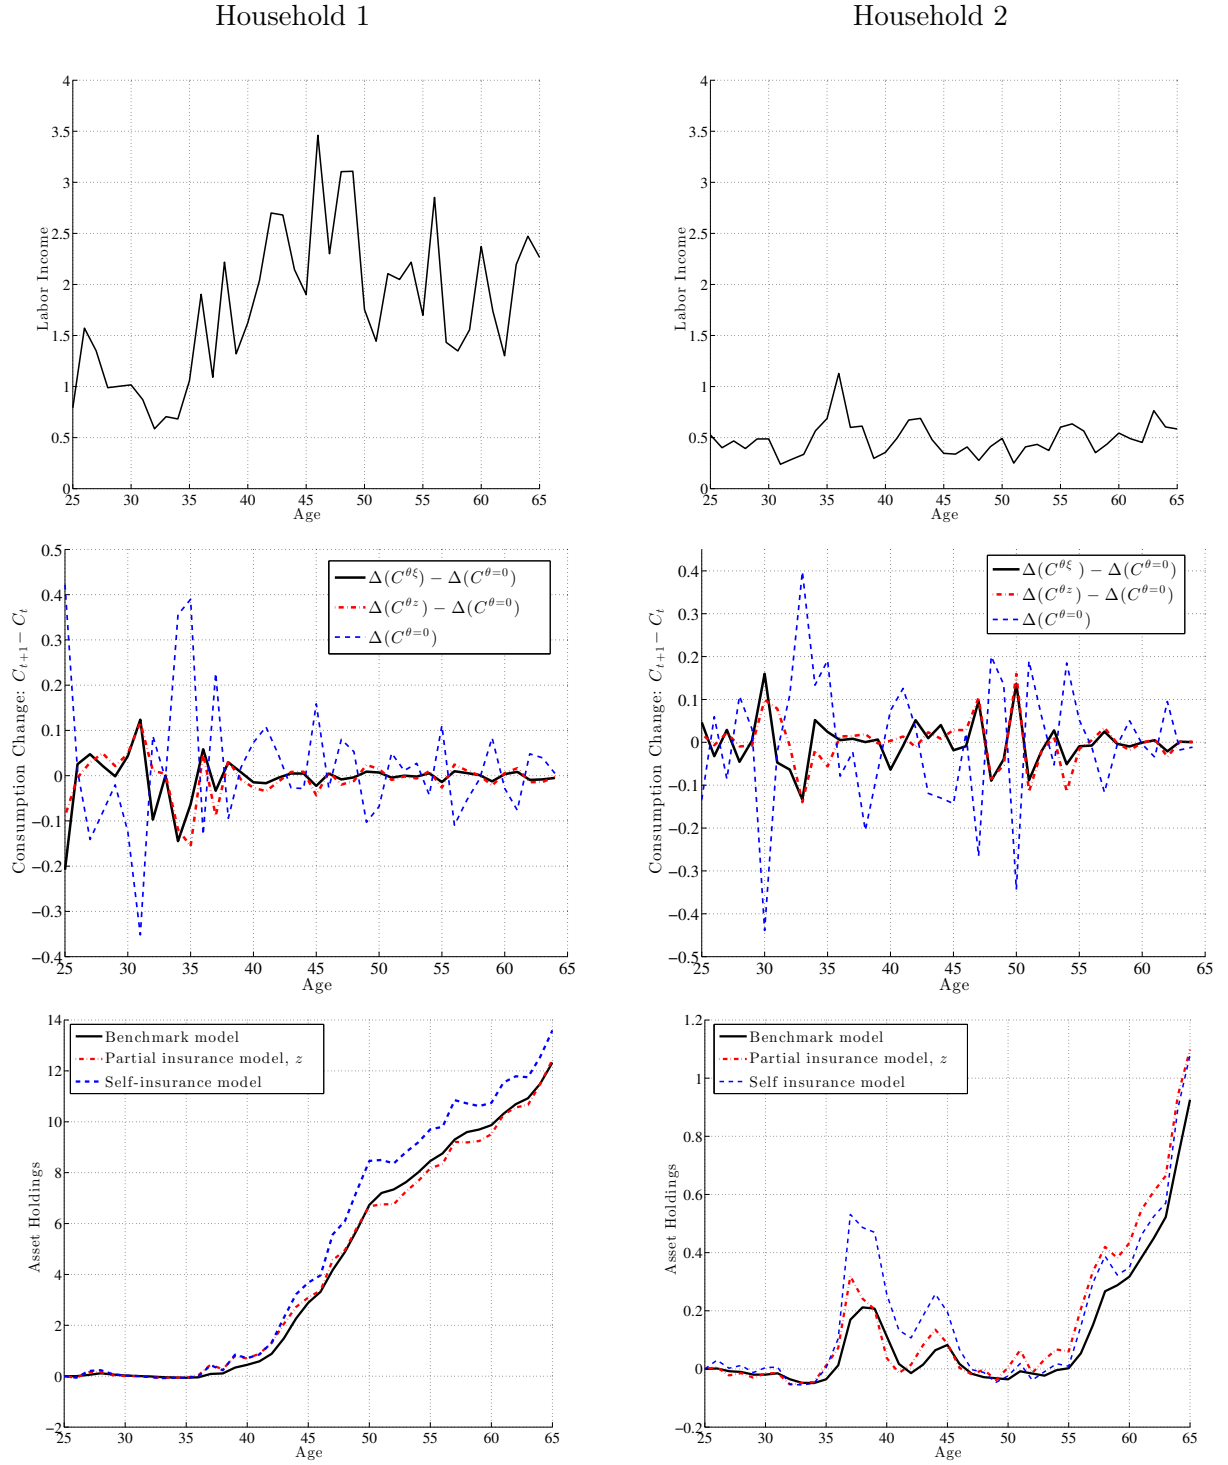 Household 1
Household 2
4
3.5
3
2.5
2
1.5
1
0.5
0
Labor Income
25 30 35 40 45 50 55 60 65
Age
4
3.5
3
2.5
2
1.5
1
0.5
0
Labor Income
25 30 35 40 45 50 55 60 65
Age
0.5
0.4
0.3
0.2
0.1
0
−0.1
−0.2
−0.3
−0.4
Consumption Change: C_{t+1} − C_t
Δ(C^{θξ}) − Δ(C^{θ=0})
Δ(C^{θz}) − Δ(C^{θ=0})
Δ(C^{θ=0})
25 30 35 40 45 50 55 60 65
Age
0.4
0.3
0.2
0.1
0
−0.1
−0.2
−0.3
−0.4
−0.5
Consumption Change: C_{t+1} − C_t
Δ(C^{θξ}) − Δ(C^{θ=0})
Δ(C^{θz}) − Δ(C^{θ=0})
Δ(C^{θ=0})
25 30 35 40 45 50 55 60 65
Age
14
12
10
8
6
4
2
0
−2
Asset Holdings
Benchmark model
Partial insurance model, z
Self-insurance model
25 30 35 40 45 50 55 60 65
Age
1.2
1
0.8
0.6
0.4
0.2
0
−0.2
Asset Holdings
Benchmark model
Partial insurance model, z
Self insurance model
25 30 35 40 45 50 55 60 65
Age